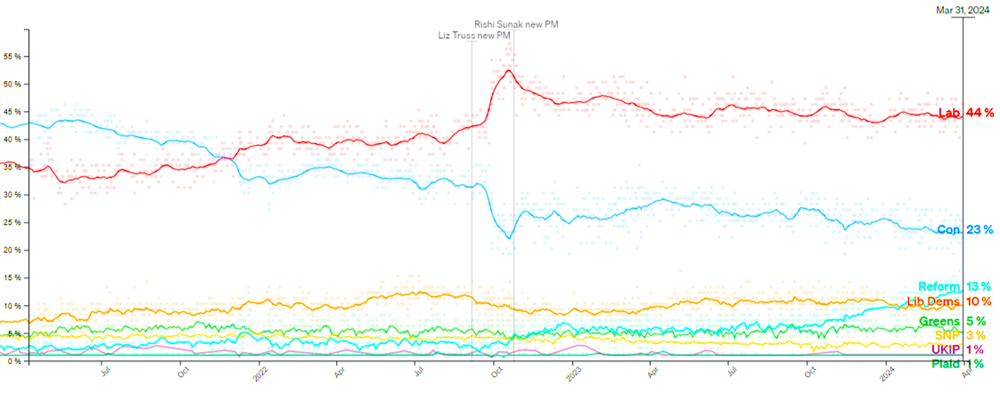 Mar 31, 2024
Rishi Sunak new PM
Liz Truss new PM
55 %
50 %
45 %
Lab 44 %
40 %
35 %
30 %
25 %
Con 23 %
20 %
15 %
Reform 13 %
10 %
Lib Dems 10 %
Greens 5 %
5 %
SNP 3 %
UKIP 1 %
0 %
Plaid 1 %
Jul
Oct
2022
Apr
Jul
Oct
2023
Apr
Jul
Oct
2024
Apr